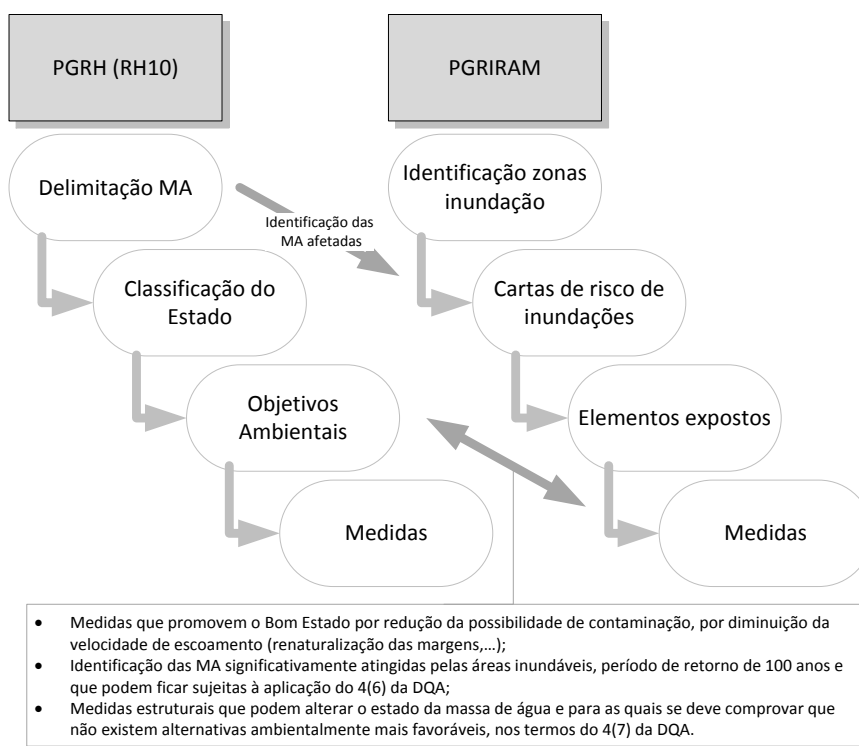 PGRH (RH10)
PGRIRAM
Delimitação MA
Identificação zonas
inundação
Identificação das
MA afetadas
Classificação do
Estado
Cartas de risco de
inundações
Objetivos
Ambientais
Elementos expostos
Medidas
Medidas
• Medidas que promovem o Bom Estado por redução da possibilidade de contaminação, por diminuição da
velocidade de escoamento (renaturalização das margens,...);
• Identificação das MA significativamente atingidas pelas áreas inundáveis, período de retorno de 100 anos e
que podem ficar sujeitas à aplicação do 4(6) da DQA;
• Medidas estruturais que podem alterar o estado da massa de água e para as quais se deve comprovar que
não existem alternativas ambientalmente mais favoráveis, nos termos do 4(7) da DQA.